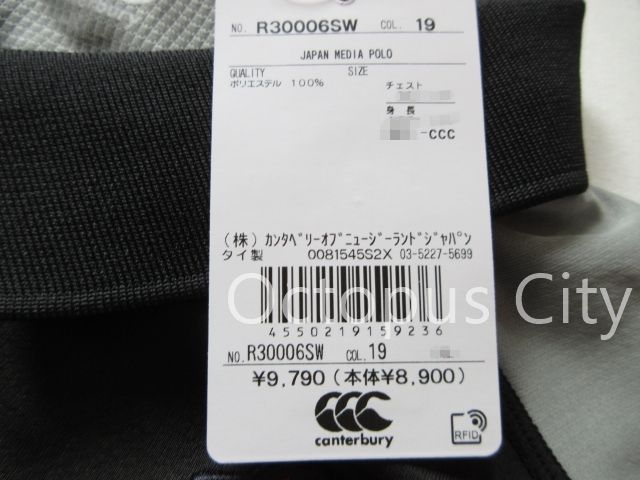 NO. R30006SW COL. 19
JAPAN MEDIA POLO
QUALITY SIZE
ポリエステル 100% チェスト
身 長
-CCC
(株) ｶﾝﾀﾍﾞﾘｰｵﾌﾞﾆｭｰｼﾞｰﾗﾝﾄﾞｼﾞｬﾊﾟﾝ
タイ製 0081545S2X 03-5227-5699
Octopus City
4550219159236
NO. R30006SW COL. 19
¥9,790(本体¥8,900)
CCC
canterbury
RFID